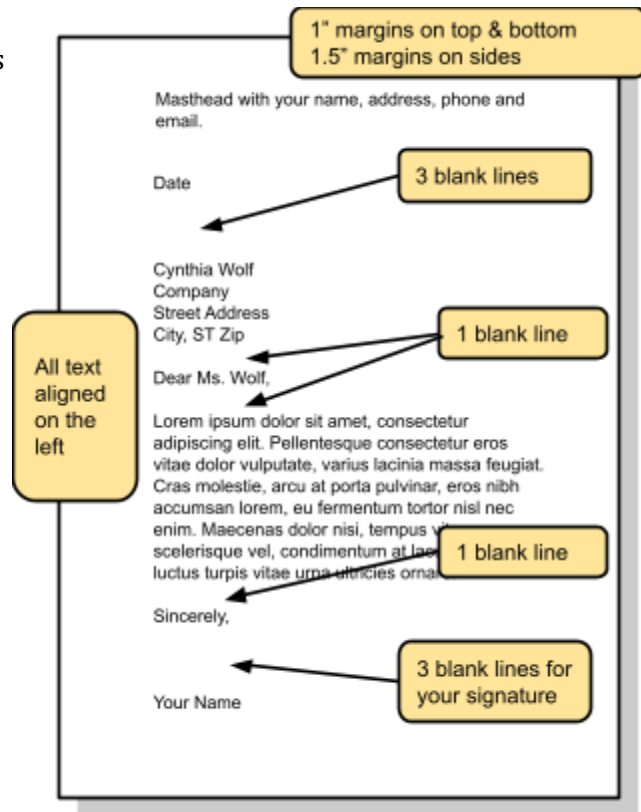 1” margins on top & bottom
1.5” margins on sides
s
Masthead with your name, address, phone and
email.
Date
3 blank lines
Cynthia Wolf
Company
Street Address
City, ST Zip
1 blank line
Dear Ms. Wolf,
All text
aligned
on the
left
Lorem ipsum dolor sit amet, consectetur
adipiscing elit. Pellentesque consectetur eros
vitae dolor vulputate, varius lacinia massa feugiat.
Cras molestie, arcu at porta pulvinar, eros nibh
accumsan lorem, eu fermentum tortor nisl nec
enim. Maecenas dolor nisi, tempus
scelerisque vel, condimentum at
luctus turpis vitae urna ultricies
1 blank line
Sincerely,
3 blank lines for
your signature
Your Name